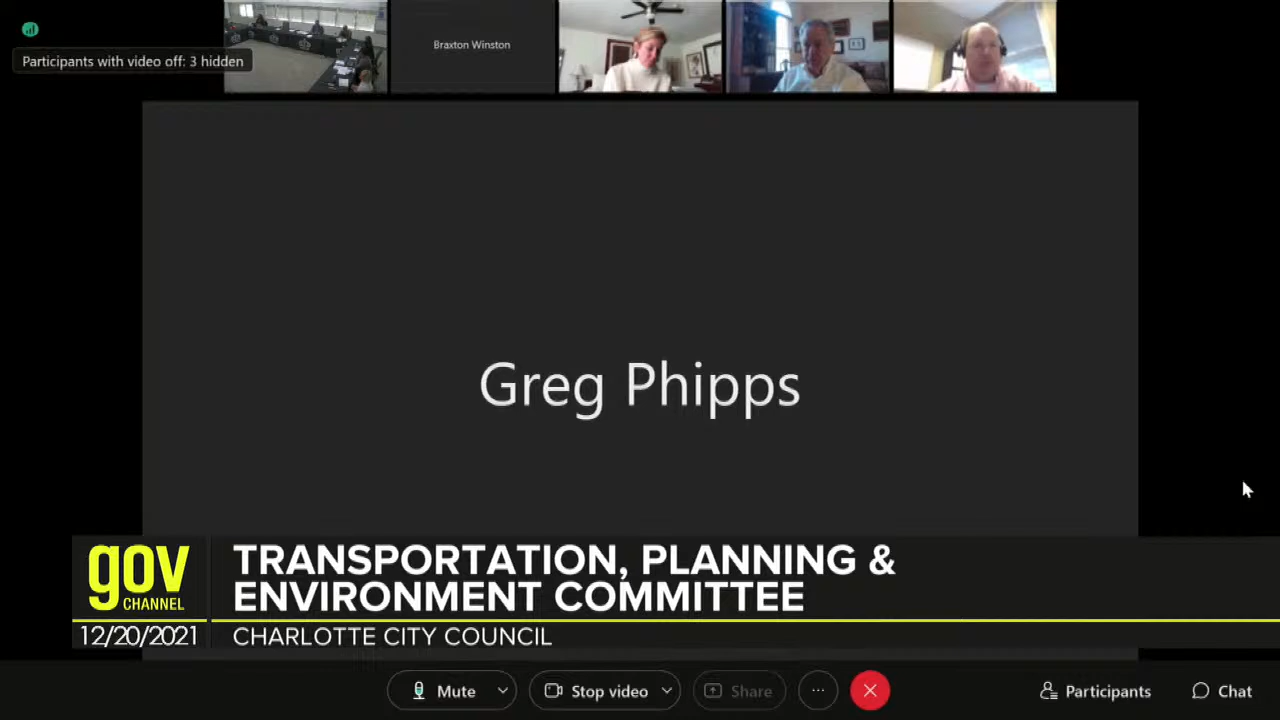 Participants with video off: 3 hidden
Braxton Winston
Greg Phipps
gov
CHANNEL
12/20/2021
TRANSPORTATION, PLANNING &
ENVIRONMENT COMMITTEE
CHARLOTTE CITY COUNCIL
Mute
Stop video
Share
Participants
Chat